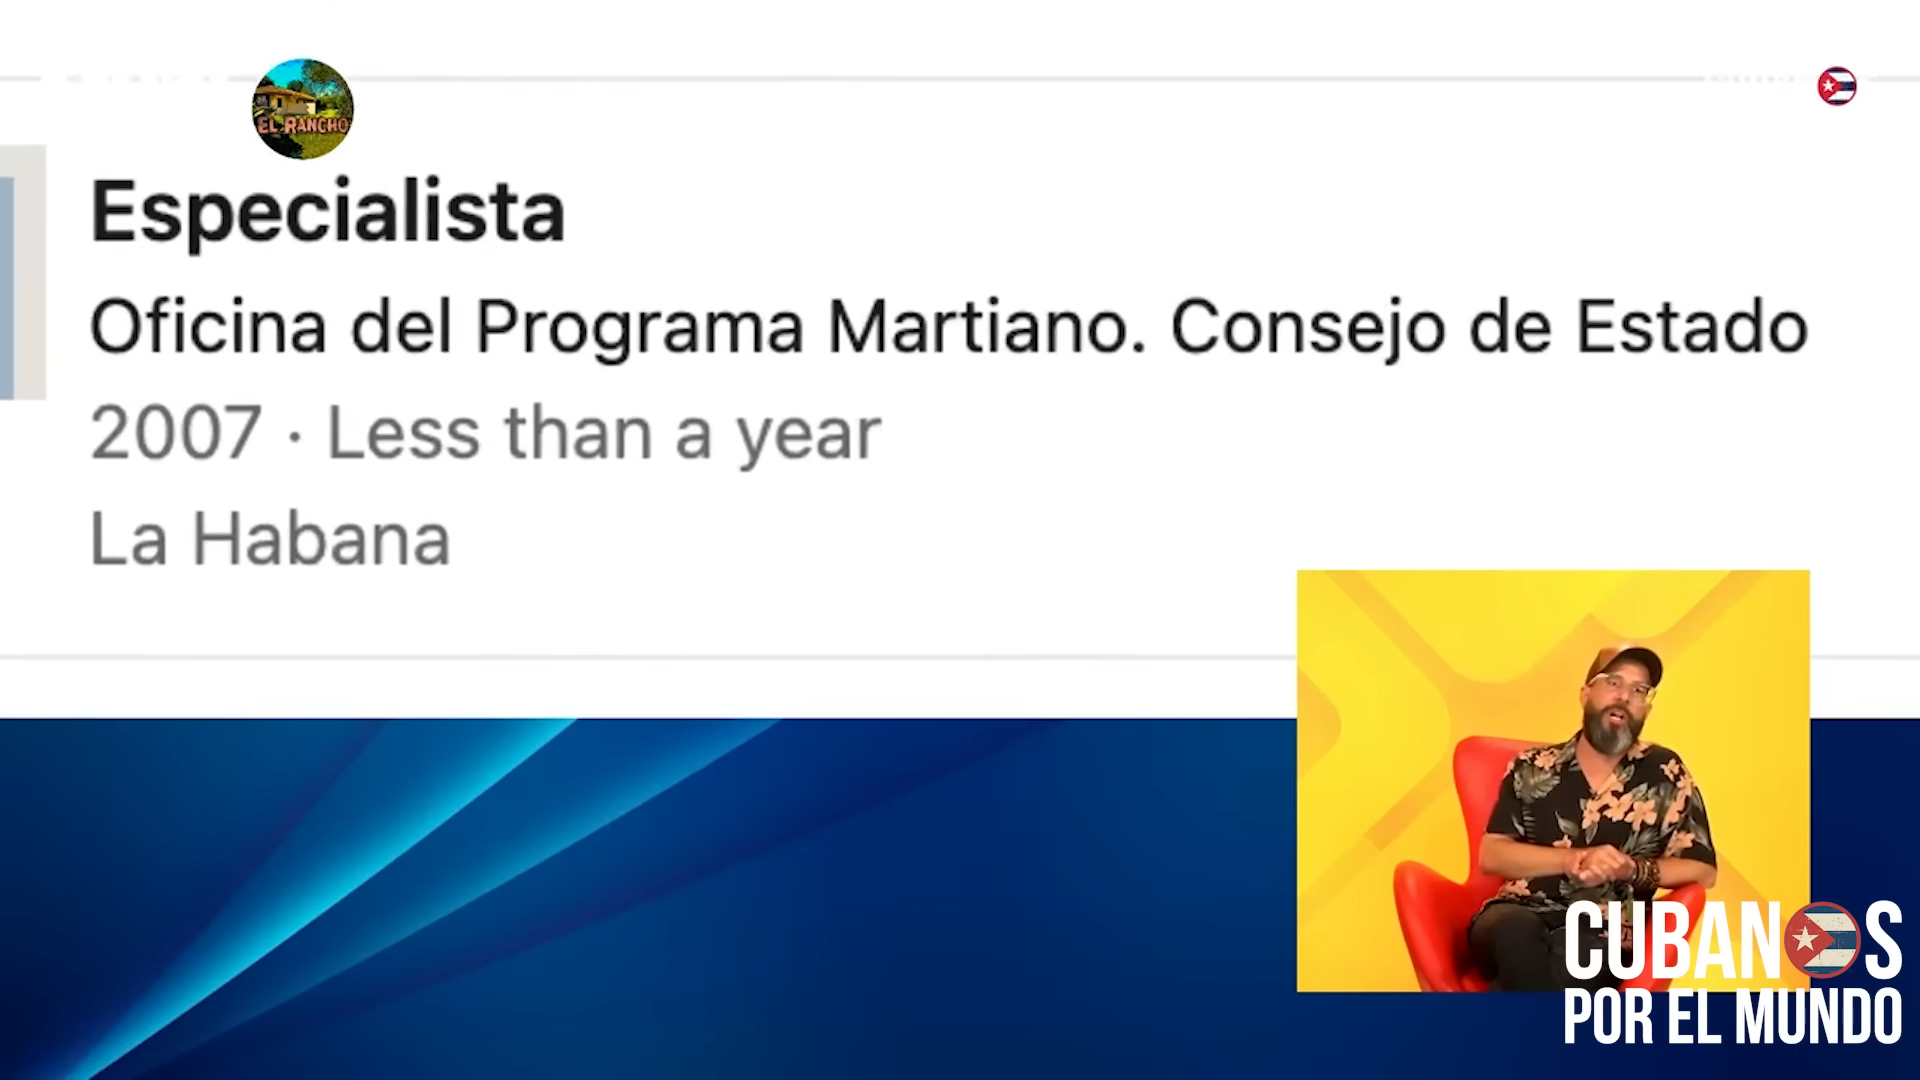 EL RANCHO
Especialista
Oficina del Programa Martiano. Consejo de Estado
2007 · Less than a year
La Habana
CUBANOS
POR EL MUNDO